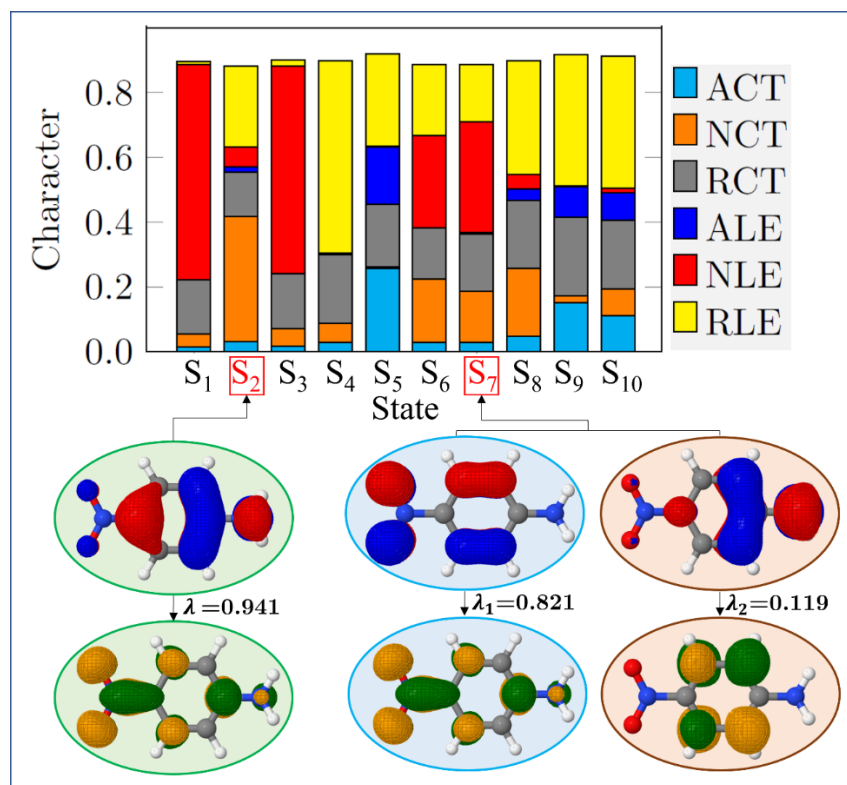 Character
0.8
0.6
0.4
0.2
0.0
S₁ S₂ S₃ S₄ S₅ S₆ S₇ S₈ S₉ S₁₀
State
ACT
NCT
RCT
ALE
NLE
RLE
λ=0.941
λ₁=0.821
λ₂=0.119